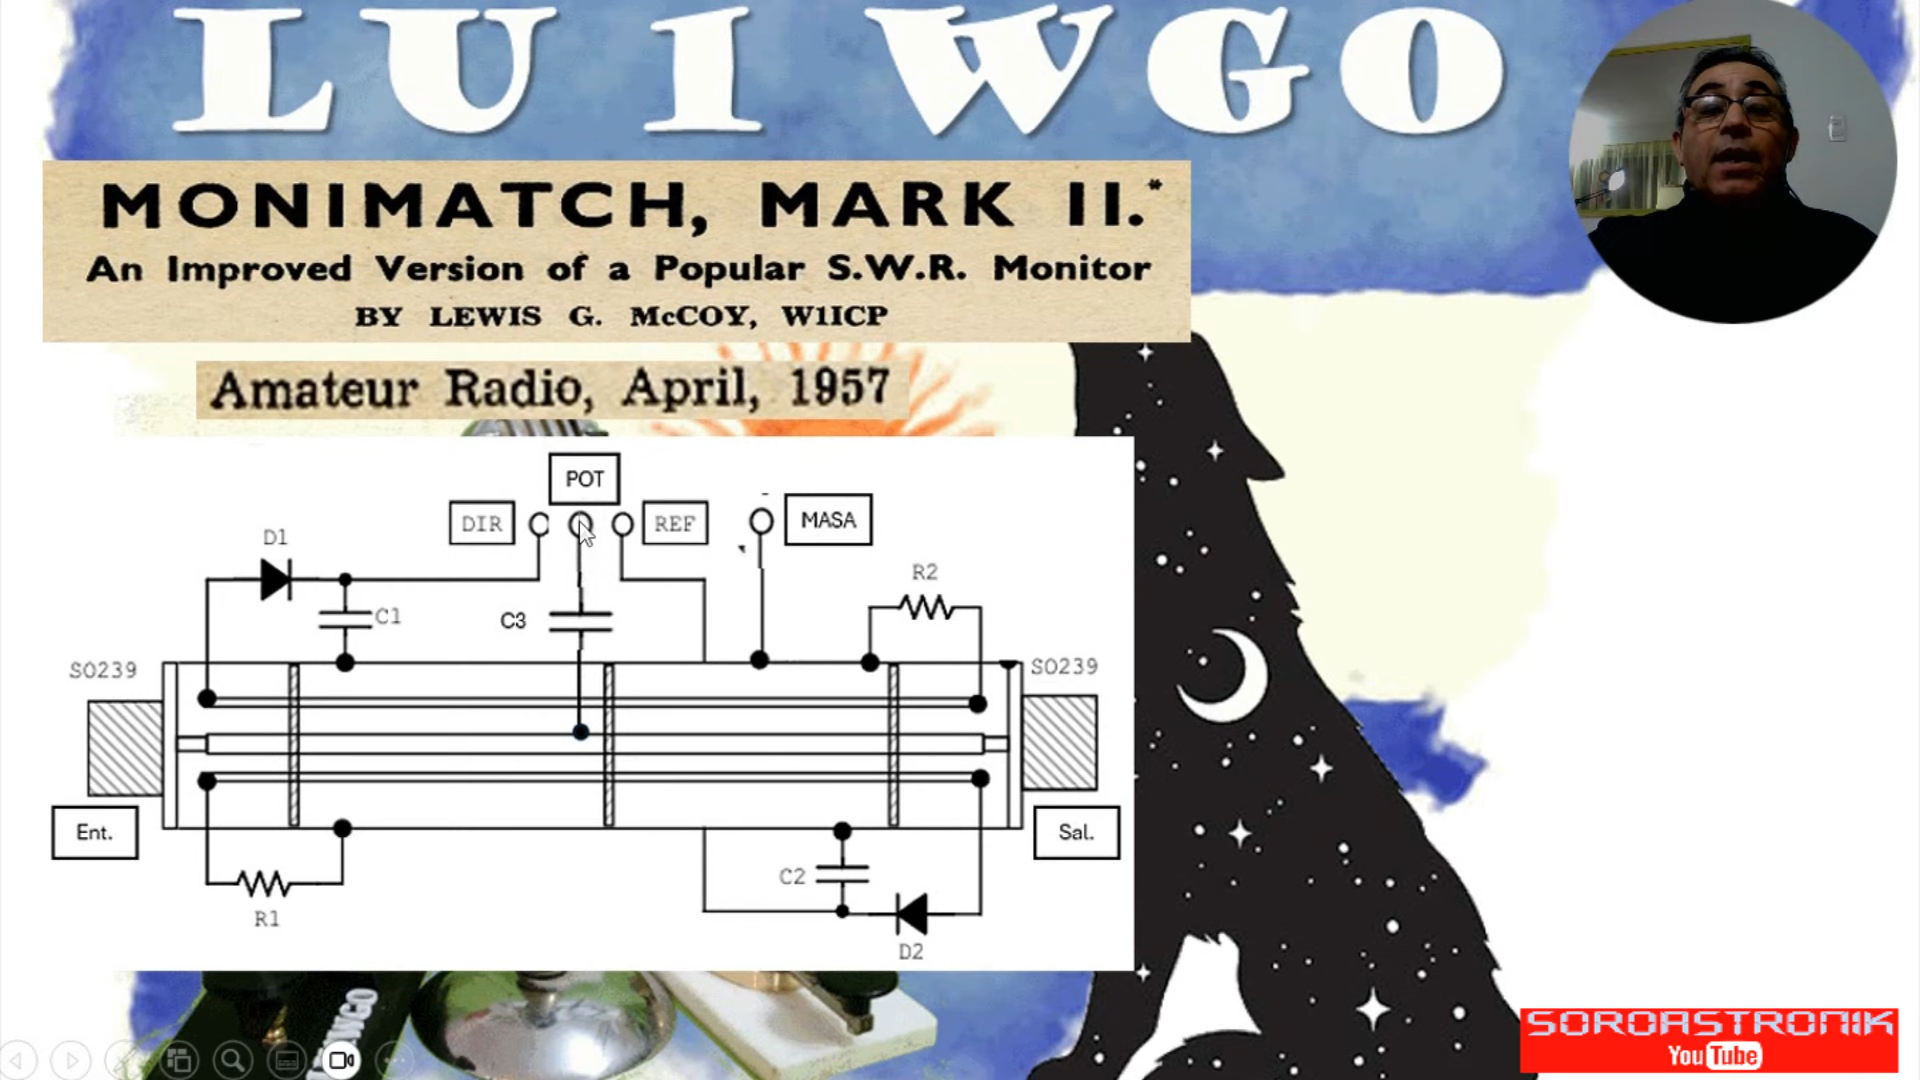 LU 1 WGO
MONIMATCH, MARK II.*
An Improved Version of a Popular S.W.R. Monitor
BY LEWIS G. McCOY, W1ICP
Amateur Radio, April, 1957
POT
DIR
REF
MASA
D1
R2
C1
C3
SO239
SO239
Ent.
Sal.
C2
R1
D2
SOROASTRONIK
YouTube